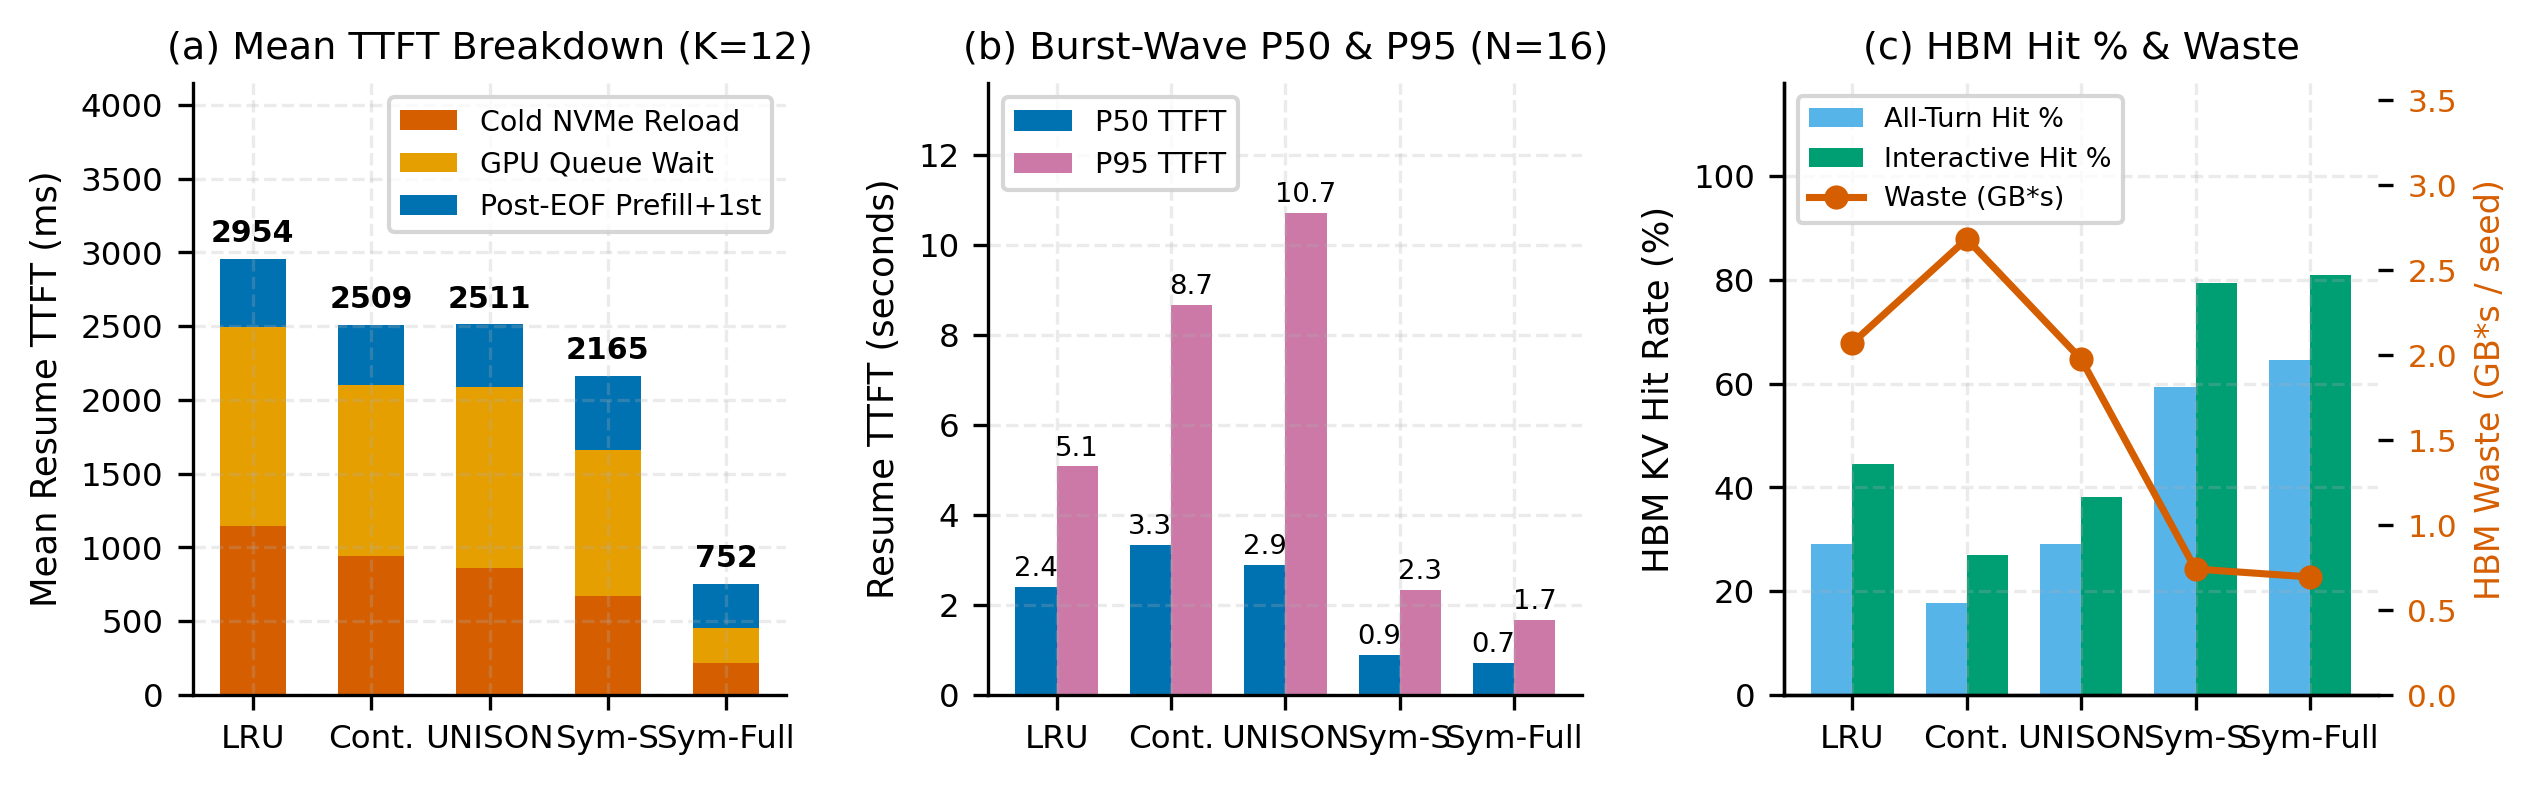 (a) Mean TTFT Breakdown (K=12)
Mean Resume TTFT (ms)
4000
3500
3000
2500
2000
1500
1000
500
0
Cold NVMe Reload
GPU Queue Wait
Post-EOF Prefill+1st
2954
2509
2511
2165
752
LRU
Cont.
UNISON
Sym-S
Sym-Full
(b) Burst-Wave P50 & P95 (N=16)
Resume TTFT (seconds)
12
10
8
6
4
2
0
P50 TTFT
P95 TTFT
2.4
5.1
3.3
8.7
2.9
10.7
0.9
2.3
0.7
1.7
LRU
Cont.
UNISON
Sym-S
Sym-Full
(c) HBM Hit % & Waste
HBM KV Hit Rate (%)
100
80
60
40
20
0
All-Turn Hit %
Interactive Hit %
Waste (GB*s)
3.5
3.0
2.5
2.0
1.5
1.0
0.5
0.0
HBM Waste (GB*s / seed)
LRU
Cont.
UNISON
Sym-S
Sym-Full